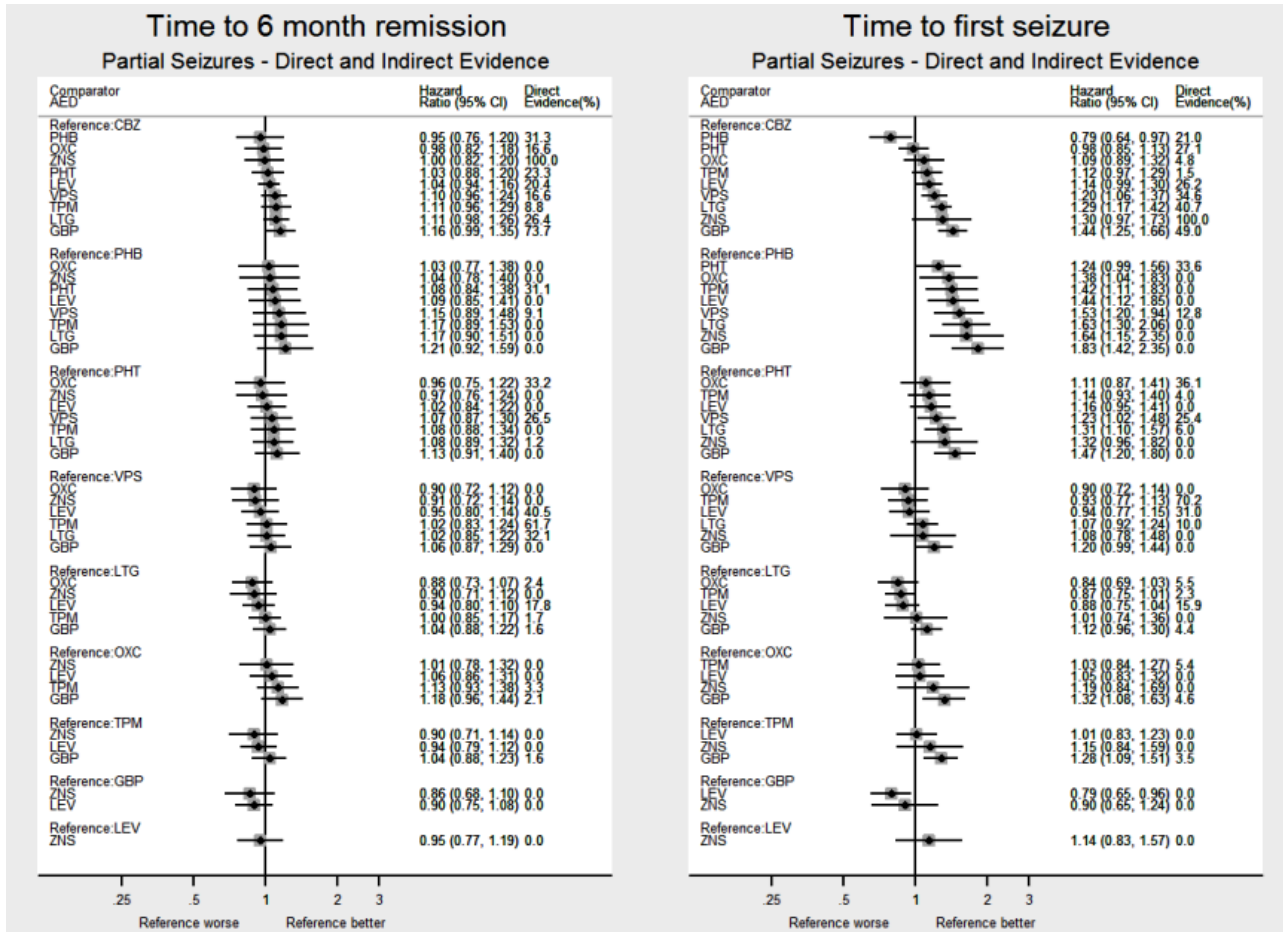 Time to 6 month remission
Partial Seizures - Direct and Indirect Evidence
Comparator AED Hazard Ratio (95% CI) Direct Evidence(%)
Reference:CBZ
PHB 0.95 (0.76, 1.20) 31.3
OXC 0.98 (0.82, 1.18) 16.6
ZNS 1.00 (0.82, 1.20) 100.0
PHT 1.03 (0.88, 1.20) 23.3
LEV 1.04 (0.94, 1.16) 20.4
VPS 1.10 (0.96, 1.24) 16.6
TPM 1.11 (0.96, 1.29) 8.8
LTG 1.11 (0.98, 1.26) 26.4
GBP 1.16 (0.99, 1.35) 73.7
Reference:PHB
OXC 1.03 (0.77, 1.38) 0.0
ZNS 1.04 (0.78, 1.40) 0.0
PHT 1.08 (0.84, 1.38) 31.1
LEV 1.09 (0.85, 1.41) 0.0
VPS 1.15 (0.89, 1.48) 9.1
TPM 1.17 (0.89, 1.53) 0.0
LTG 1.17 (0.90, 1.51) 0.0
GBP 1.21 (0.92, 1.59) 0.0
Reference:PHT
OXC 0.96 (0.75, 1.22) 33.2
ZNS 0.97 (0.76, 1.24) 0.0
LEV 1.02 (0.84, 1.22) 0.0
VPS 1.07 (0.87, 1.30) 26.5
TPM 1.08 (0.88, 1.34) 0.0
LTG 1.08 (0.89, 1.32) 1.2
GBP 1.13 (0.91, 1.40) 0.0
Reference:VPS
OXC 0.90 (0.72, 1.12) 0.0
ZNS 0.91 (0.72, 1.14) 0.0
LEV 0.95 (0.80, 1.14) 40.5
TPM 1.02 (0.83, 1.24) 61.7
LTG 1.02 (0.85, 1.22) 32.1
GBP 1.06 (0.87, 1.29) 0.0
Reference:LTG
OXC 0.88 (0.73, 1.07) 2.4
ZNS 0.90 (0.71, 1.12) 0.0
LEV 0.94 (0.80, 1.10) 17.8
TPM 1.00 (0.85, 1.17) 1.7
GBP 1.04 (0.88, 1.22) 1.6
Reference:OXC
ZNS 1.01 (0.78, 1.32) 0.0
LEV 1.06 (0.86, 1.31) 0.0
TPM 1.13 (0.93, 1.38) 3.3
GBP 1.18 (0.96, 1.44) 2.1
Reference:TPM
ZNS 0.90 (0.71, 1.14) 0.0
LEV 0.94 (0.79, 1.12) 0.0
GBP 1.04 (0.88, 1.23) 1.6
Reference:GBP
ZNS 0.86 (0.68, 1.10) 0.0
LEV 0.90 (0.75, 1.08) 0.0
Reference:LEV
ZNS 0.95 (0.77, 1.19) 0.0
.25 .5 1 2 3
Reference worse Reference better
Time to first seizure
Partial Seizures - Direct and Indirect Evidence
Comparator AED Hazard Ratio (95% CI) Direct Evidence(%)
Reference:CBZ
PHB 0.79 (0.64, 0.97) 21.0
PHT 0.98 (0.85, 1.13) 27.1
OXC 1.09 (0.89, 1.32) 4.8
TPM 1.12 (0.97, 1.29) 1.5
LEV 1.14 (0.99, 1.30) 26.2
VPS 1.20 (1.06, 1.37) 34.6
LTG 1.29 (1.17, 1.42) 40.7
ZNS 1.30 (0.97, 1.73) 100.0
GBP 1.44 (1.25, 1.66) 49.0
Reference:PHB
PHT 1.24 (0.99, 1.56) 33.6
OXC 1.38 (1.04, 1.83) 0.0
TPM 1.42 (1.11, 1.83) 0.0
LEV 1.44 (1.12, 1.85) 0.0
VPS 1.53 (1.20, 1.94) 12.8
LTG 1.63 (1.30, 2.06) 0.0
ZNS 1.64 (1.15, 2.35) 0.0
GBP 1.83 (1.42, 2.35) 0.0
Reference:PHT
OXC 1.11 (0.87, 1.41) 36.1
TPM 1.14 (0.93, 1.40) 4.0
LEV 1.16 (0.95, 1.41) 0.0
VPS 1.23 (1.02, 1.48) 25.4
LTG 1.31 (1.10, 1.57) 6.0
ZNS 1.32 (0.96, 1.82) 0.0
GBP 1.47 (1.20, 1.80) 0.0
Reference:VPS
OXC 0.90 (0.72, 1.14) 0.0
TPM 0.93 (0.77, 1.13) 70.2
LEV 0.94 (0.77, 1.15) 31.0
LTG 1.07 (0.92, 1.24) 10.0
ZNS 1.08 (0.78, 1.48) 0.0
GBP 1.20 (0.99, 1.44) 0.0
Reference:LTG
OXC 0.84 (0.69, 1.03) 5.5
TPM 0.87 (0.75, 1.01) 2.3
LEV 0.88 (0.75, 1.04) 15.9
ZNS 1.01 (0.74, 1.36) 0.0
GBP 1.12 (0.96, 1.30) 4.4
Reference:OXC
TPM 1.03 (0.84, 1.27) 5.4
LEV 1.05 (0.83, 1.32) 0.0
ZNS 1.19 (0.84, 1.69) 0.0
GBP 1.32 (1.08, 1.63) 4.6
Reference:TPM
LEV 1.01 (0.83, 1.23) 0.0
ZNS 1.15 (0.84, 1.59) 0.0
GBP 1.28 (1.09, 1.51) 3.5
Reference:GBP
LEV 0.79 (0.65, 0.96) 0.0
ZNS 0.90 (0.65, 1.24) 0.0
Reference:LEV
ZNS 1.14 (0.83, 1.57) 0.0
.25 .5 1 2 3
Reference worse Reference better